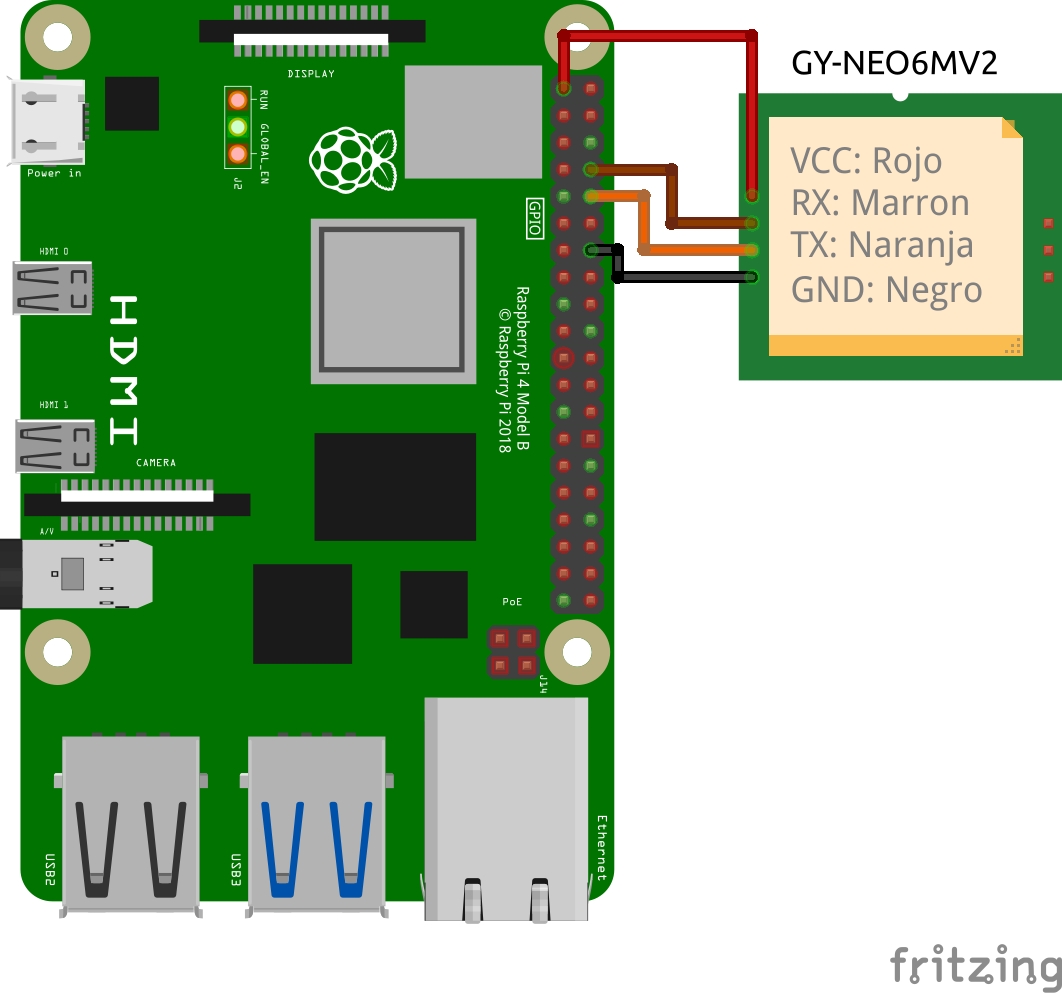 DISPLAY
GY-NEO6MV2
RUN
GLOBAL_EN
J2
Power in
VCC: Rojo
RX: Marron
TX: Naranja
GND: Negro
GPIO
HDMI 0
HDMI
Raspberry Pi 4 Model B
© Raspberry Pi 2018
HDMI 1
CAMERA
A/V
PoE
J14
USB2
USB3
Ethernet
fritzing